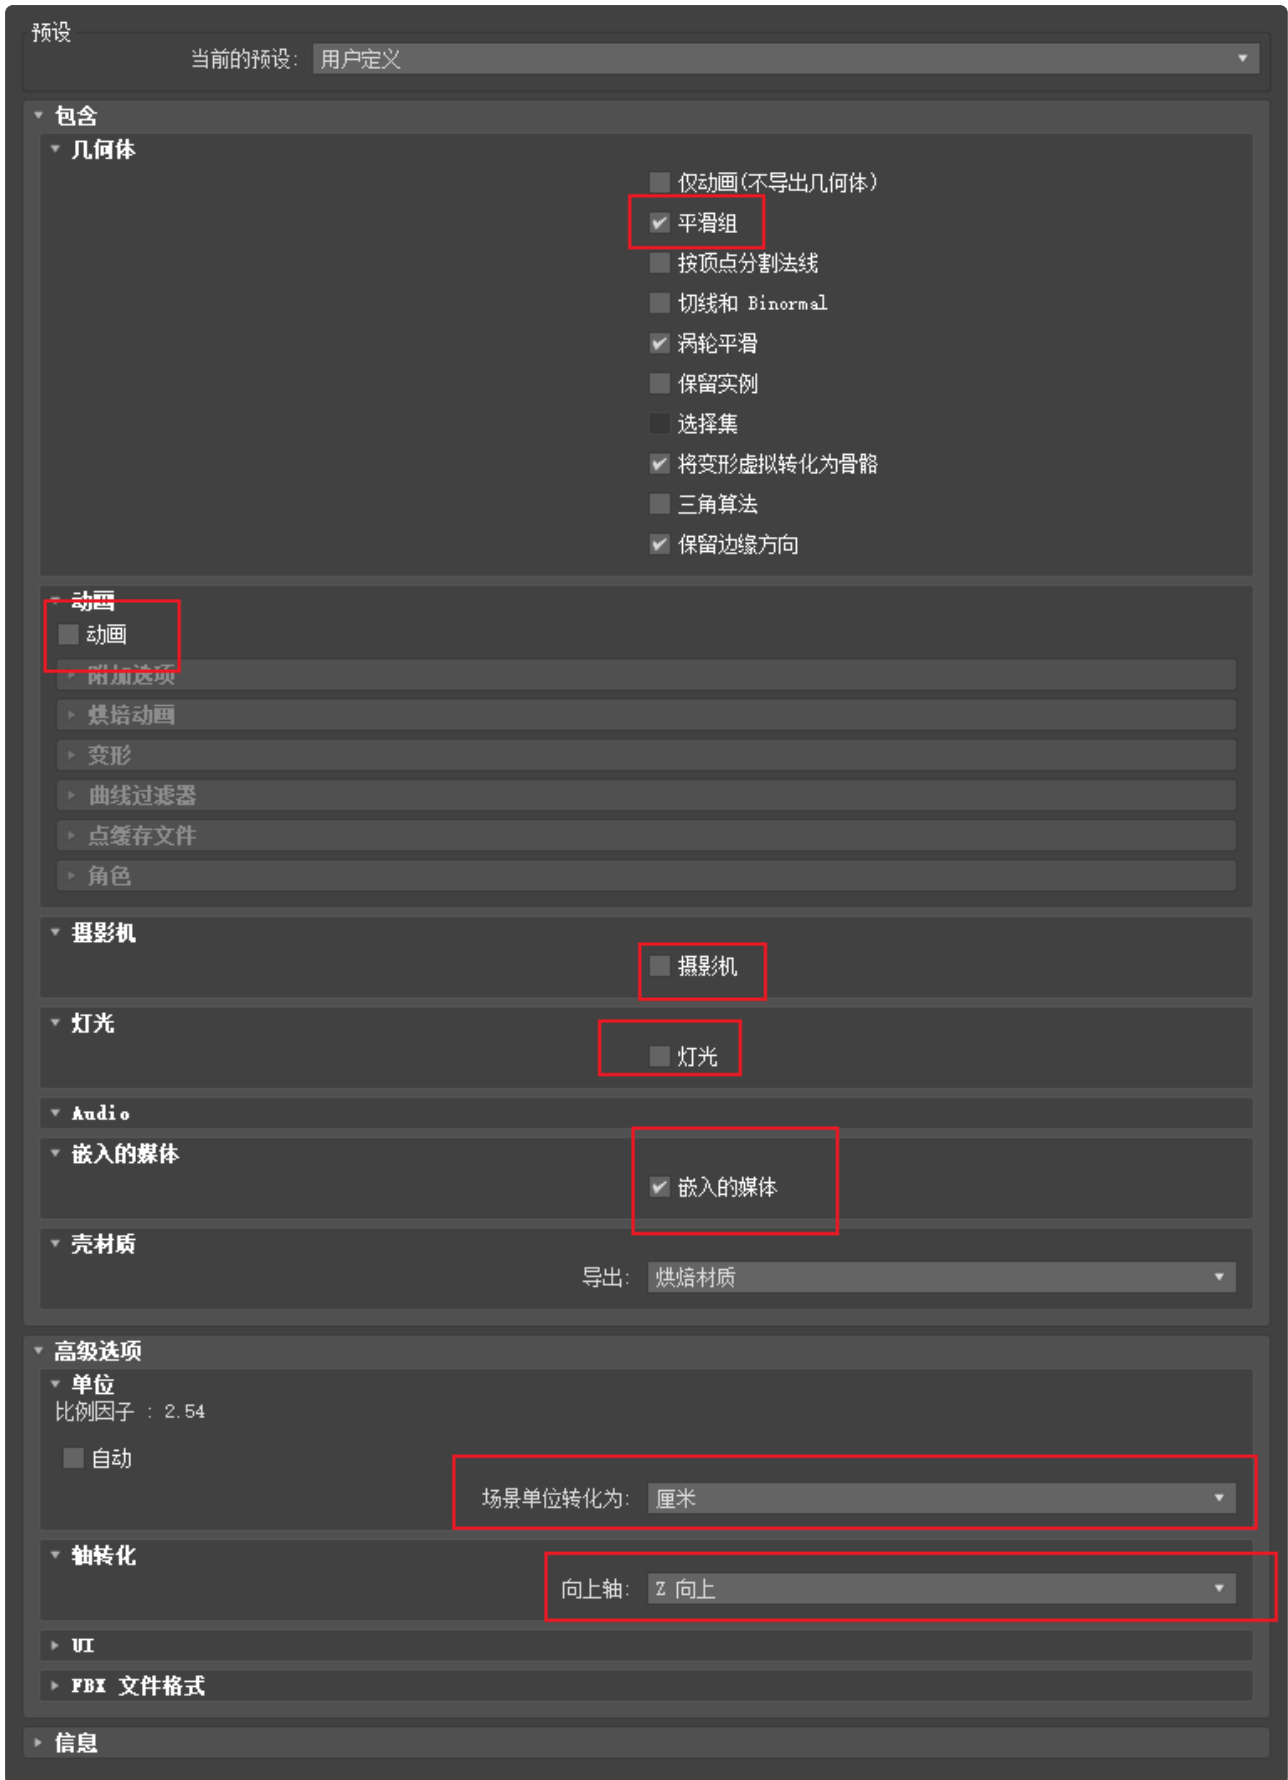 预设
当前的预设: 用户定义
包含
几何体
仅动画(不导出几何体)
平滑组
按顶点分割法线
切线和 Binormal
涡轮平滑
保留实例
选择集
将变形虚拟转化为骨骼
三角算法
保留边缘方向
动画
动画
附加选项
烘培动画
变形
曲线过滤器
点缓存文件
角色
摄影机
摄影机
灯光
灯光
Audio
嵌入的媒体
嵌入的媒体
壳材质
导出: 烘焙材质
高级选项
单位
比例因子 : 2.54
自动
场景单位转化为: 厘米
轴转化
向上轴: Z 向上
UI
FBX 文件格式
信息